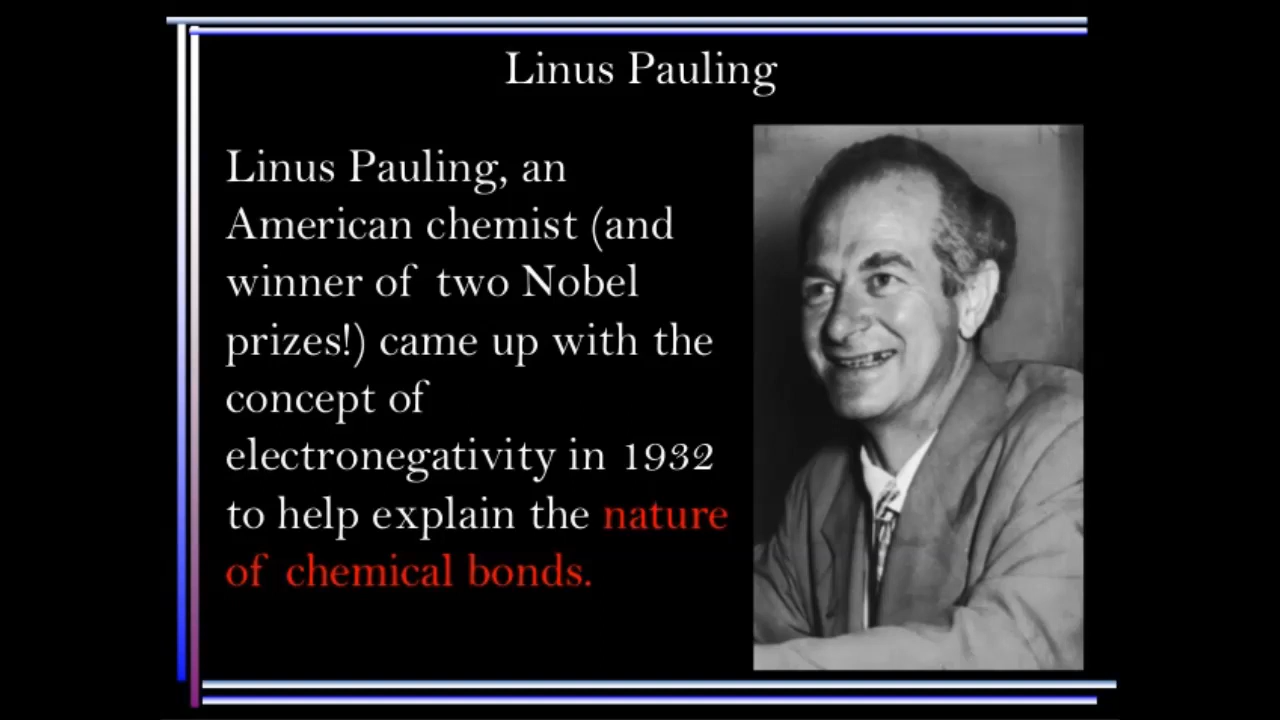 Linus Pauling
Linus Pauling, an
American chemist (and
winner of two Nobel
prizes!) came up with the
concept of
electronegativity in 1932
to help explain the nature
of chemical bonds.